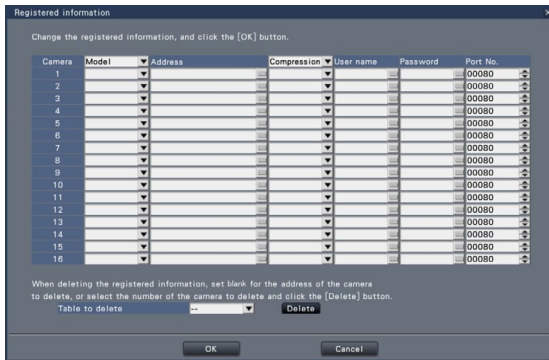 Registered information
Change the registered information, and click the [OK] button.
Camera Model Address Compression User name Password Port No.
1 00080
2 00080
3 00080
4 00080
5 00080
6 00080
7 00080
8 00080
9 00080
10 00080
11 00080
12 00080
13 00080
14 00080
15 00080
16 00080
When deleting the registered information, set blank for the address of the camera
to delete, or select the number of the camera to delete and click the [Delete] button.
Table to delete -- Delete
OK Cancel